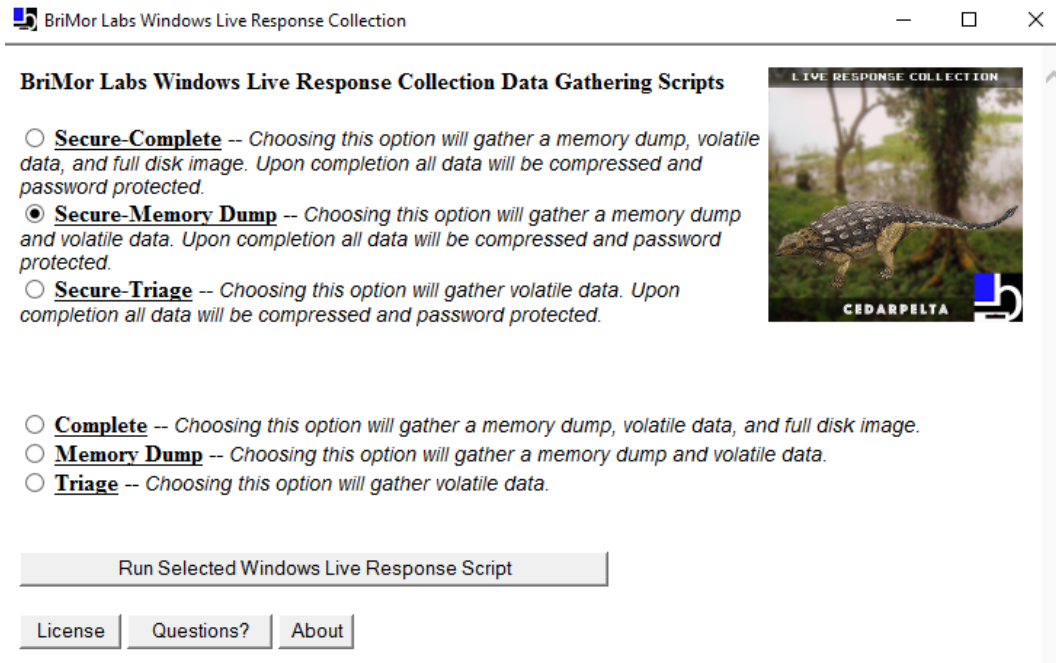 BriMor Labs Windows Live Response Collection
BriMor Labs Windows Live Response Collection Data Gathering Scripts
LIVE RESPONSE COLLECTION
Secure-Complete -- Choosing this option will gather a memory dump, volatile
data, and full disk image. Upon completion all data will be compressed and
password protected.
Secure-Memory Dump -- Choosing this option will gather a memory dump
and volatile data. Upon completion all data will be compressed and password
protected.
Secure-Triage -- Choosing this option will gather volatile data. Upon
completion all data will be compressed and password protected.
CEDARPELTA
Complete -- Choosing this option will gather a memory dump, volatile data, and full disk image.
Memory Dump -- Choosing this option will gather a memory dump and volatile data.
Triage -- Choosing this option will gather volatile data.
Run Selected Windows Live Response Script
License Questions? About